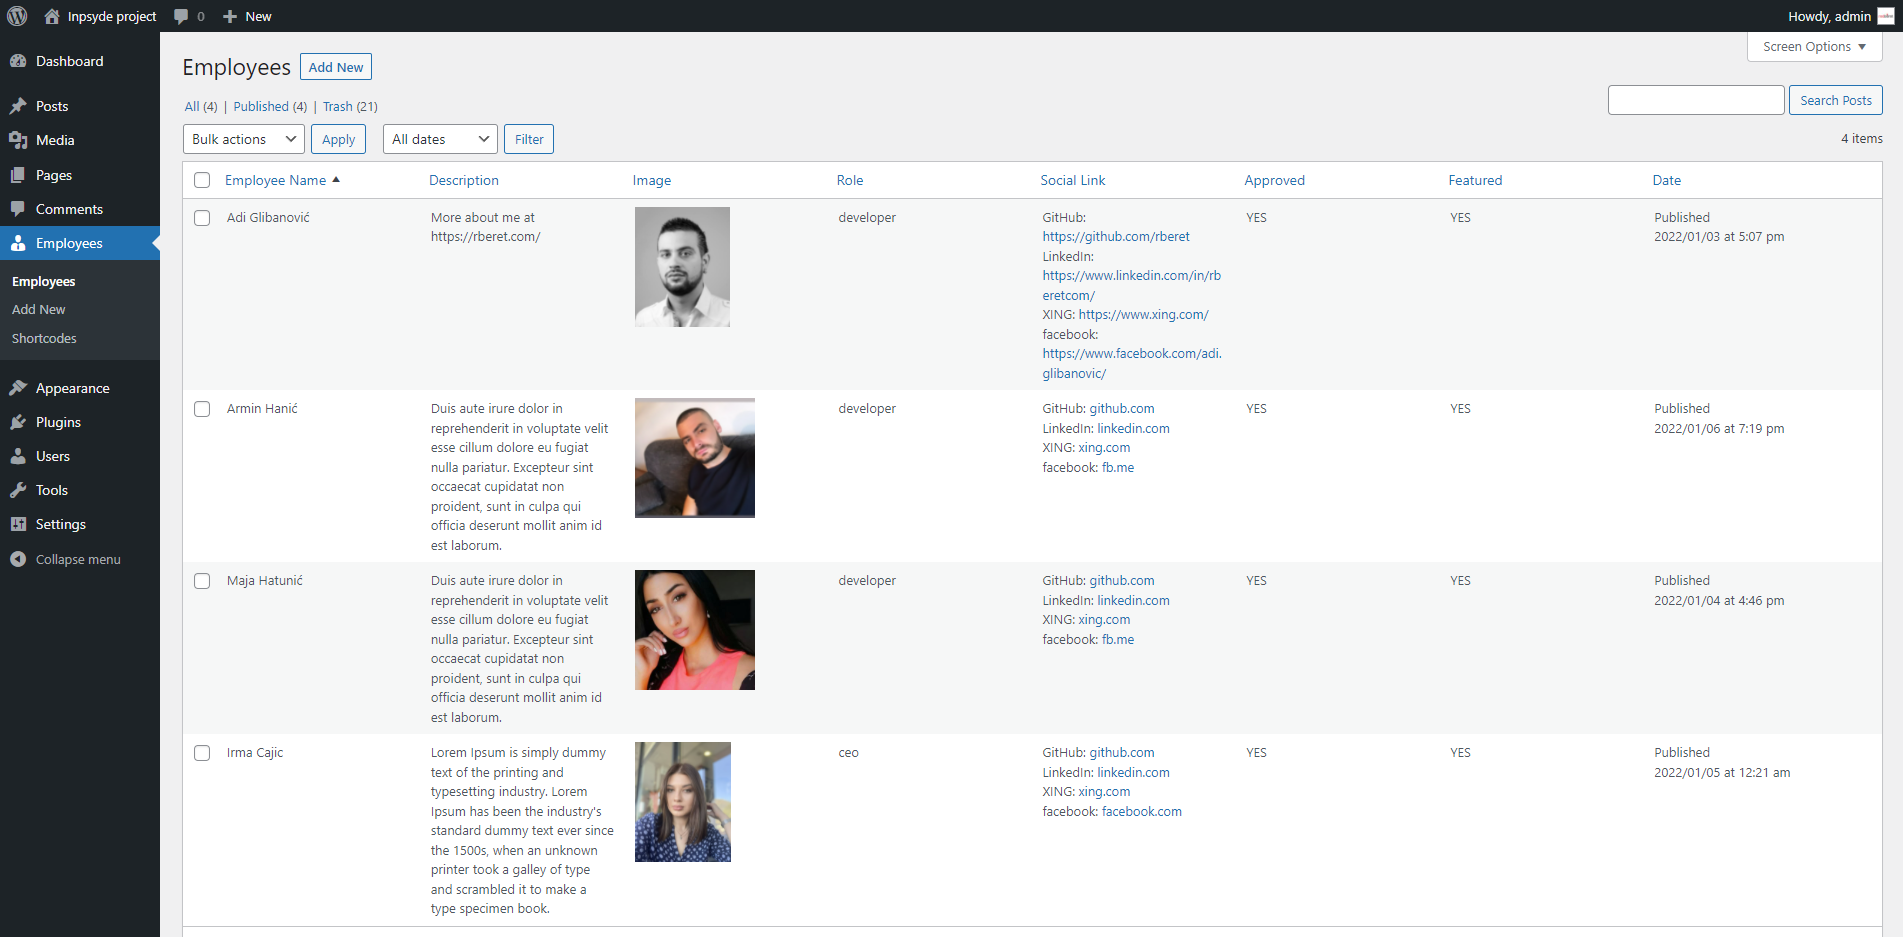 Inpsyde project 0 New Howdy, admin
Dashboard
Posts
Media
Pages
Comments
Employees
Employees
Add New
Shortcodes
Appearance
Plugins
Users
Tools
Settings
Collapse menu
Screen Options
Employees Add New
All (4) | Published (4) | Trash (21)
Search Posts
Bulk actions Apply All dates Filter
4 items
Employee Name Description Image Role Social Link Approved Featured Date
Adi Glibanović
More about me at
https://rberet.com/
developer
GitHub:
https://github.com/rberet
LinkedIn:
https://www.linkedin.com/in/rb
eretcom/
XING: https://www.xing.com/
facebook:
https://www.facebook.com/adi.
glibanovic/
YES
YES
Published
2022/01/03 at 5:07 pm
Armin Hanić
Duis aute irure dolor in
reprehenderit in voluptate velit
esse cillum dolore eu fugiat
nulla pariatur. Excepteur sint
occaecat cupidatat non
proident, sunt in culpa qui
officia deserunt mollit anim id
est laborum.
developer
GitHub: github.com
LinkedIn: linkedin.com
XING: xing.com
facebook: fb.me
YES
YES
Published
2022/01/06 at 7:19 pm
Maja Hatunić
Duis aute irure dolor in
reprehenderit in voluptate velit
esse cillum dolore eu fugiat
nulla pariatur. Excepteur sint
occaecat cupidatat non
proident, sunt in culpa qui
officia deserunt mollit anim id
est laborum.
developer
GitHub: github.com
LinkedIn: linkedin.com
XING: xing.com
facebook: fb.me
YES
YES
Published
2022/01/04 at 4:46 pm
Irma Cajic
Lorem Ipsum is simply dummy
text of the printing and
typesetting industry. Lorem
Ipsum has been the industry's
standard dummy text ever since
the 1500s, when an unknown
printer took a galley of type
and scrambled it to make a
type specimen book.
ceo
GitHub: github.com
LinkedIn: linkedin.com
XING: xing.com
facebook: facebook.com
YES
YES
Published
2022/01/05 at 12:21 am